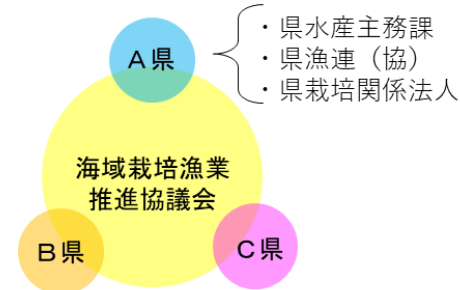 A県
・県水産主務課
・県漁連（協）
・県栽培関係法人
海域栽培漁業
推進協議会
B県
C県